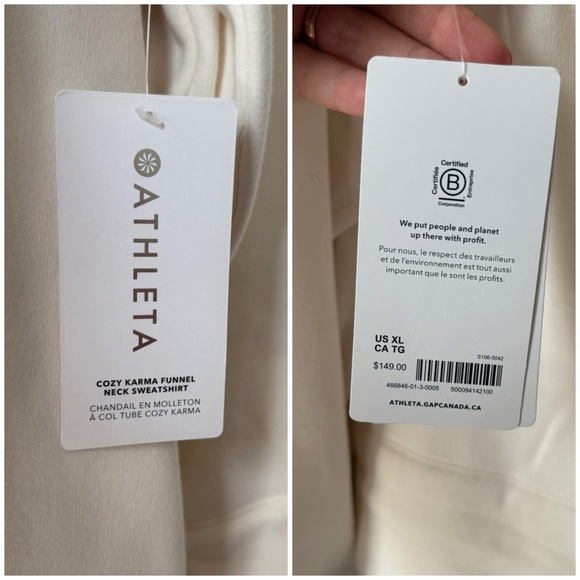 ATHLETA
COZY KARMA FUNNEL
NECK SWEATSHIRT
CHANDAIL EN MOLLETON
À COL TUBE COZY KARMA
Certified
Certifiée
B
Entreprise
Corporation
We put people and planet
up there with profit.
Pour nous, le respect des travailleurs
et de l'environnement est tout aussi
important que le sont les profits.
US XL
CA TG
S106-0042
$149.00
466846-01-3-0005 500094142100
ATHLETA.GAPCANADA.CA